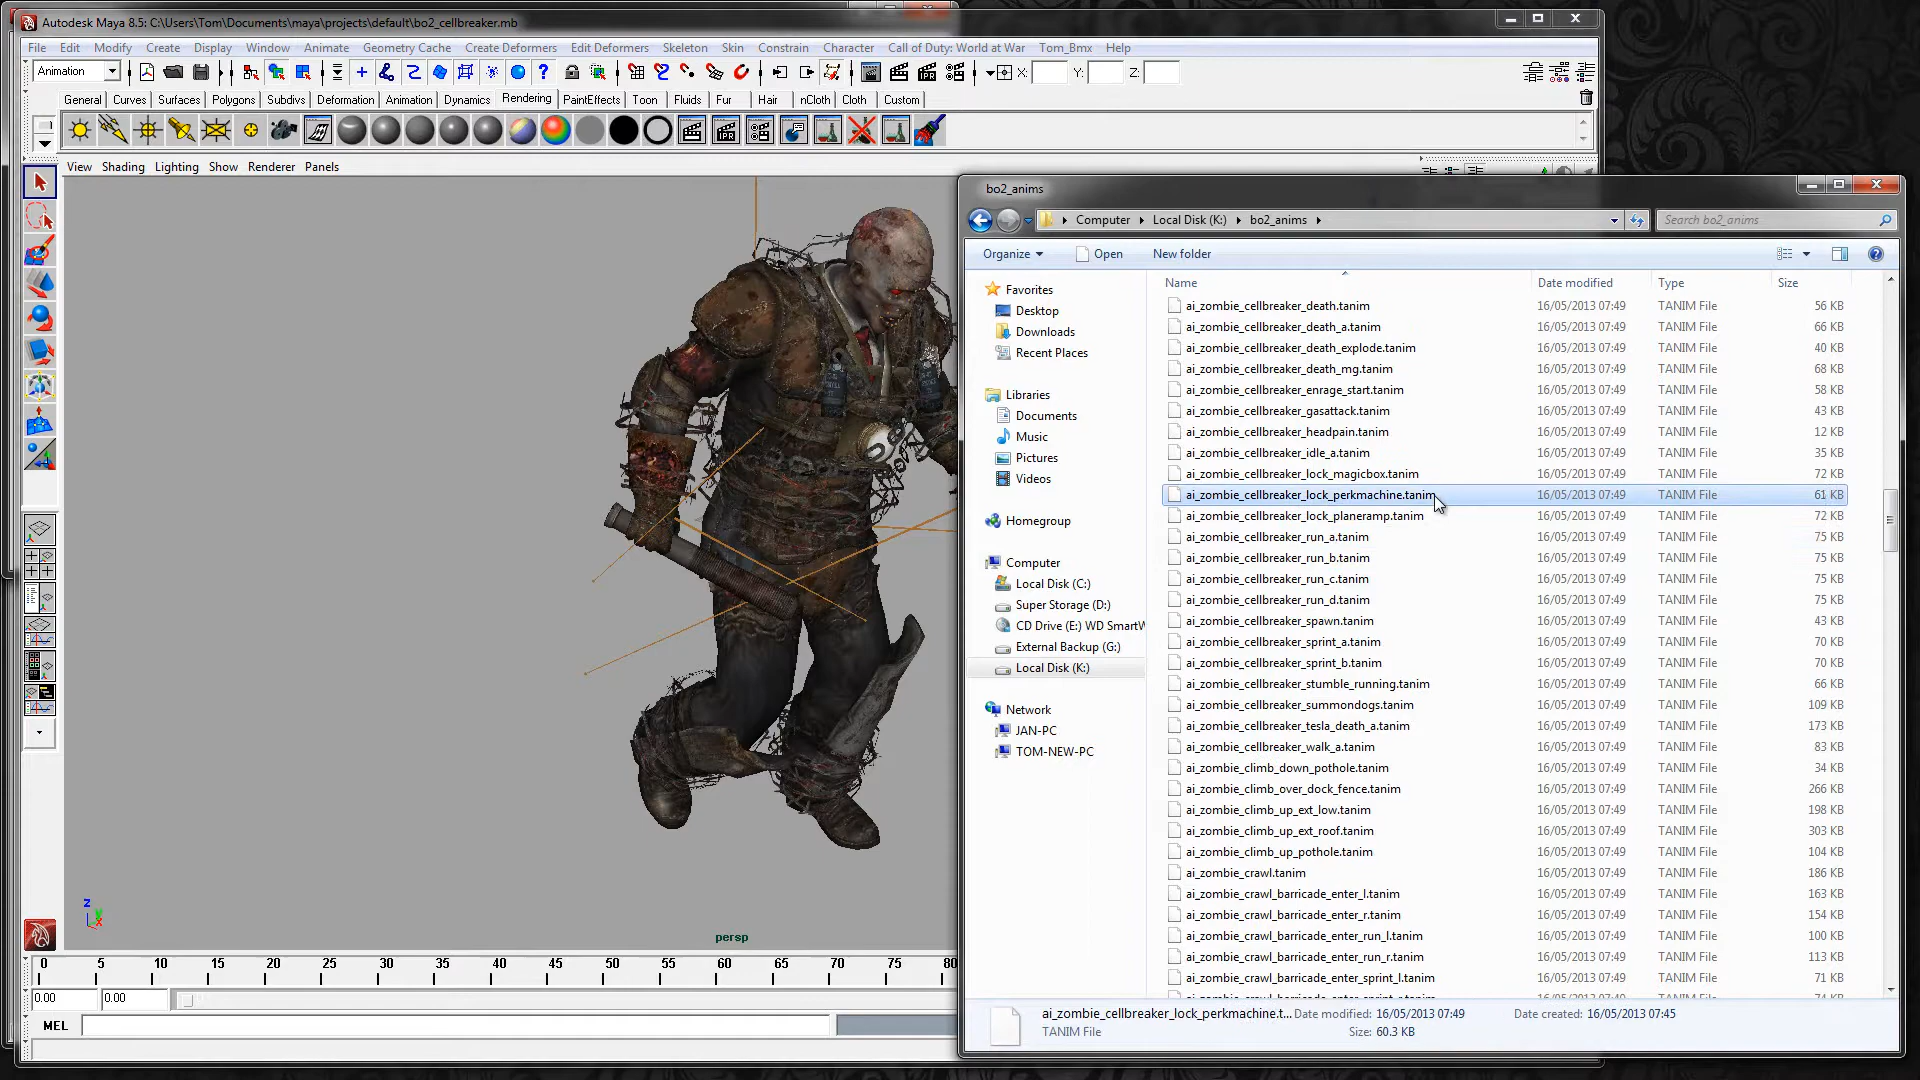 Autodesk Maya 8.5: C:\Users\Tom\Documents\maya\projects\default\bo2_cellbreaker.mb
File Edit Modify Create Display Window Animate Geometry Cache Create Deformers Edit Deformers Skeleton Skin Constrain Character Call of Duty: World at War Tom_Bmx Help
Animation X: Y: Z:
General Curves Surfaces Polygons Subdivs Deformation Animation Dynamics Rendering PaintEffects Toon Fluids Fur Hair nCloth Cloth Custom
IPR IPR
View Shading Lighting Show Renderer Panels
bo2_anims
Computer Local Disk (K:) bo2_anims Search bo2_anims
Organize Open New folder
Name Date modified Type Size
Favorites
Desktop
Downloads
Recent Places
Libraries
Documents
Music
Pictures
Videos
Homegroup
Computer
Local Disk (C:)
Super Storage (D:)
CD Drive (E:) WD SmartW
External Backup (G:)
Local Disk (K:)
Network
JAN-PC
TOM-NEW-PC
ai_zombie_cellbreaker_death.tanim 16/05/2013 07:49 TANIM File 56 KB
ai_zombie_cellbreaker_death_a.tanim 16/05/2013 07:49 TANIM File 66 KB
ai_zombie_cellbreaker_death_explode.tanim 16/05/2013 07:49 TANIM File 40 KB
ai_zombie_cellbreaker_death_mg.tanim 16/05/2013 07:49 TANIM File 68 KB
ai_zombie_cellbreaker_enrage_start.tanim 16/05/2013 07:49 TANIM File 58 KB
ai_zombie_cellbreaker_gasattack.tanim 16/05/2013 07:49 TANIM File 43 KB
ai_zombie_cellbreaker_headpain.tanim 16/05/2013 07:49 TANIM File 12 KB
ai_zombie_cellbreaker_idle_a.tanim 16/05/2013 07:49 TANIM File 35 KB
ai_zombie_cellbreaker_lock_magicbox.tanim 16/05/2013 07:49 TANIM File 72 KB
ai_zombie_cellbreaker_lock_perkmachine.tanim 16/05/2013 07:49 TANIM File 61 KB
ai_zombie_cellbreaker_lock_planeramp.tanim 16/05/2013 07:49 TANIM File 72 KB
ai_zombie_cellbreaker_run_a.tanim 16/05/2013 07:49 TANIM File 75 KB
ai_zombie_cellbreaker_run_b.tanim 16/05/2013 07:49 TANIM File 75 KB
ai_zombie_cellbreaker_run_c.tanim 16/05/2013 07:49 TANIM File 75 KB
ai_zombie_cellbreaker_run_d.tanim 16/05/2013 07:49 TANIM File 75 KB
ai_zombie_cellbreaker_spawn.tanim 16/05/2013 07:49 TANIM File 43 KB
ai_zombie_cellbreaker_sprint_a.tanim 16/05/2013 07:49 TANIM File 70 KB
ai_zombie_cellbreaker_sprint_b.tanim 16/05/2013 07:49 TANIM File 70 KB
ai_zombie_cellbreaker_stumble_running.tanim 16/05/2013 07:49 TANIM File 66 KB
ai_zombie_cellbreaker_summondogs.tanim 16/05/2013 07:49 TANIM File 109 KB
ai_zombie_cellbreaker_tesla_death_a.tanim 16/05/2013 07:49 TANIM File 173 KB
ai_zombie_cellbreaker_walk_a.tanim 16/05/2013 07:49 TANIM File 83 KB
ai_zombie_climb_down_pothole.tanim 16/05/2013 07:49 TANIM File 34 KB
ai_zombie_climb_over_dock_fence.tanim 16/05/2013 07:49 TANIM File 266 KB
ai_zombie_climb_up_ext_low.tanim 16/05/2013 07:49 TANIM File 198 KB
ai_zombie_climb_up_ext_roof.tanim 16/05/2013 07:49 TANIM File 303 KB
ai_zombie_climb_up_pothole.tanim 16/05/2013 07:49 TANIM File 104 KB
ai_zombie_crawl.tanim 16/05/2013 07:49 TANIM File 186 KB
ai_zombie_crawl_barricade_enter_l.tanim 16/05/2013 07:49 TANIM File 163 KB
ai_zombie_crawl_barricade_enter_r.tanim 16/05/2013 07:49 TANIM File 154 KB
ai_zombie_crawl_barricade_enter_run_l.tanim 16/05/2013 07:49 TANIM File 100 KB
ai_zombie_crawl_barricade_enter_run_r.tanim 16/05/2013 07:49 TANIM File 113 KB
ai_zombie_crawl_barricade_enter_sprint_l.tanim 16/05/2013 07:49 TANIM File 71 KB
ai_zombie_cellbreaker_lock_perkmachine.t... Date modified: 16/05/2013 07:49 Date created: 16/05/2013 07:45
TANIM File Size: 60.3 KB
z
y
x
persp
0 5 10 15 20 25 30 35 40 45 50 55 60 65 70 75 80
0.00 0.00
MEL